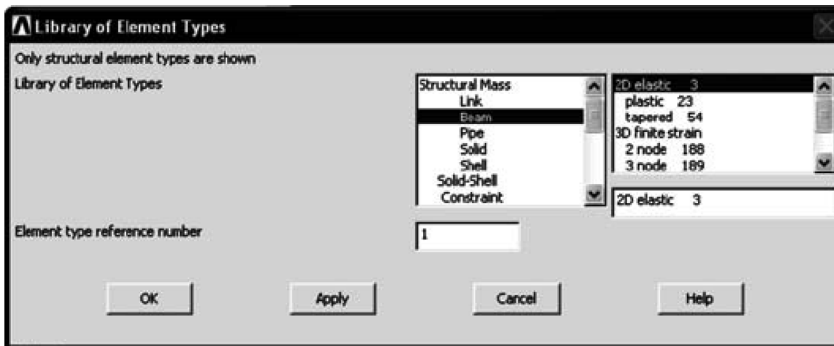 Library of Element Types
Only structural element types are shown
Library of Element Types
Structural Mass
Link
Beam
Pipe
Solid
Shell
Solid-Shell
Constraint
2D elastic 3
plastic 23
tapered 54
3D finite strain
2 node 188
3 node 189
2D elastic 3
Element type reference number
1
OK
Apply
Cancel
Help